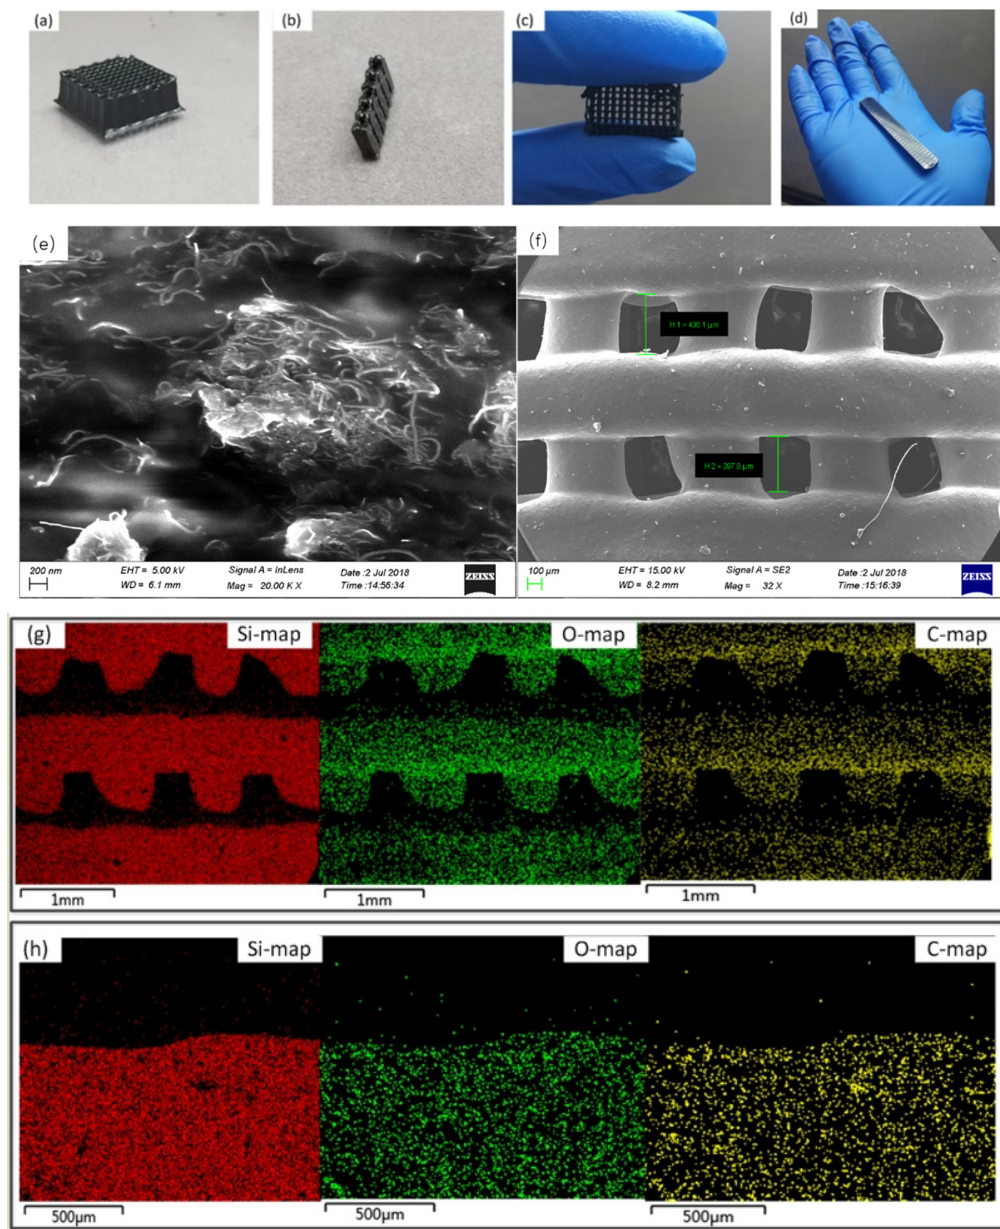 (a)
(b)
(c)
(d)
(e)
(f)
H 1 = 436.1 µm
H 2 = 397.8 µm
200 nm
EHT = 5.00 kV
WD = 6.1 mm
Signal A = InLens
Mag = 20.00 K X
Date :2 Jul 2018
Time :14:56:34
ZEISS
100 µm
EHT = 15.00 kV
WD = 8.2 mm
Signal A = SE2
Mag = 32 X
Date :2 Jul 2018
Time :15:16:39
ZEISS
(g)
Si-map
O-map
C-map
1mm
1mm
1mm
(h)
Si-map
O-map
C-map
500µm
500µm
500µm